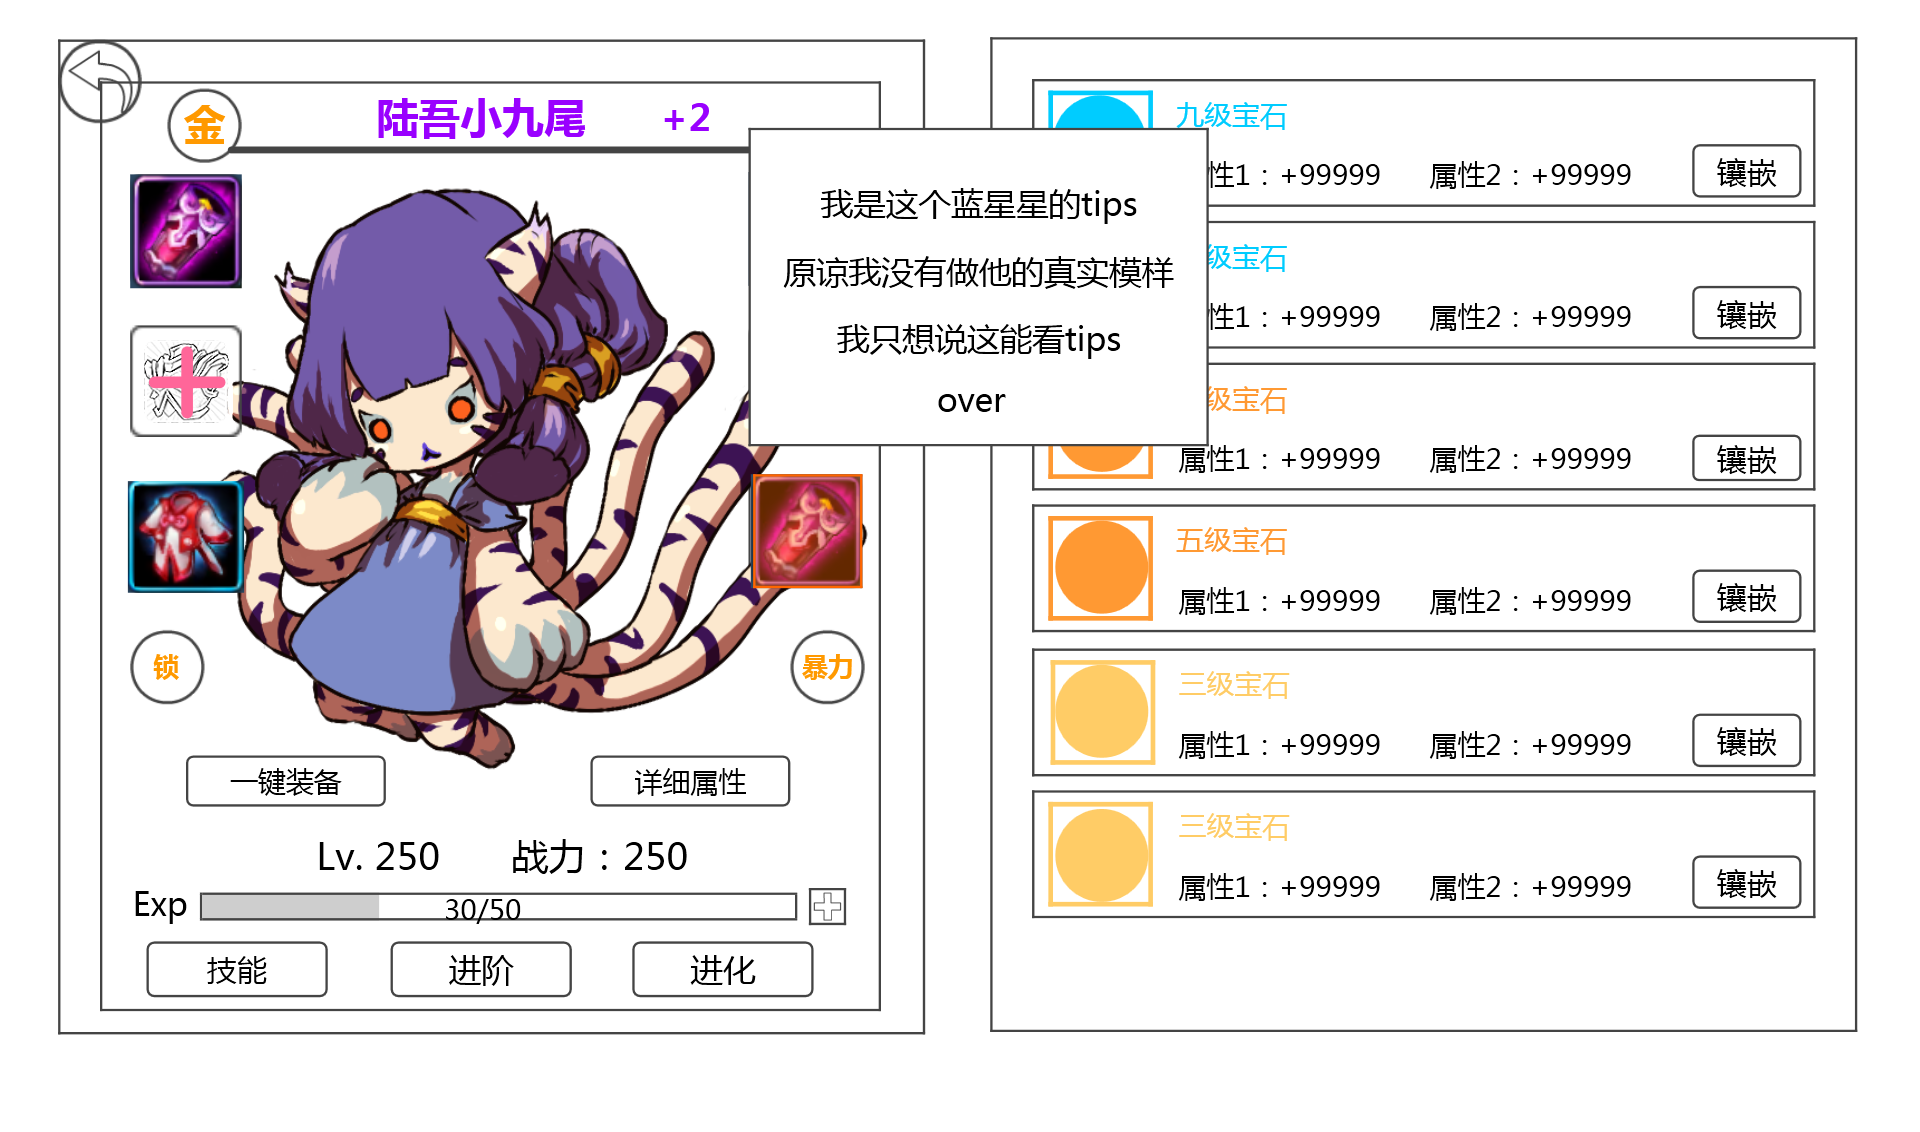 金
陆吾小九尾 +2
锁
暴力
一键装备
详细属性
Lv. 250 战力：250
Exp 30/50
技能
进阶
进化
我是这个蓝星星的tips
原谅我没有做他的真实模样
我只想说这能看tips
over
九级宝石
性1：+99999 属性2：+99999
镶嵌
级宝石
性1：+99999 属性2：+99999
镶嵌
级宝石
属性1：+99999 属性2：+99999
镶嵌
五级宝石
属性1：+99999 属性2：+99999
镶嵌
三级宝石
属性1：+99999 属性2：+99999
镶嵌
三级宝石
属性1：+99999 属性2：+99999
镶嵌